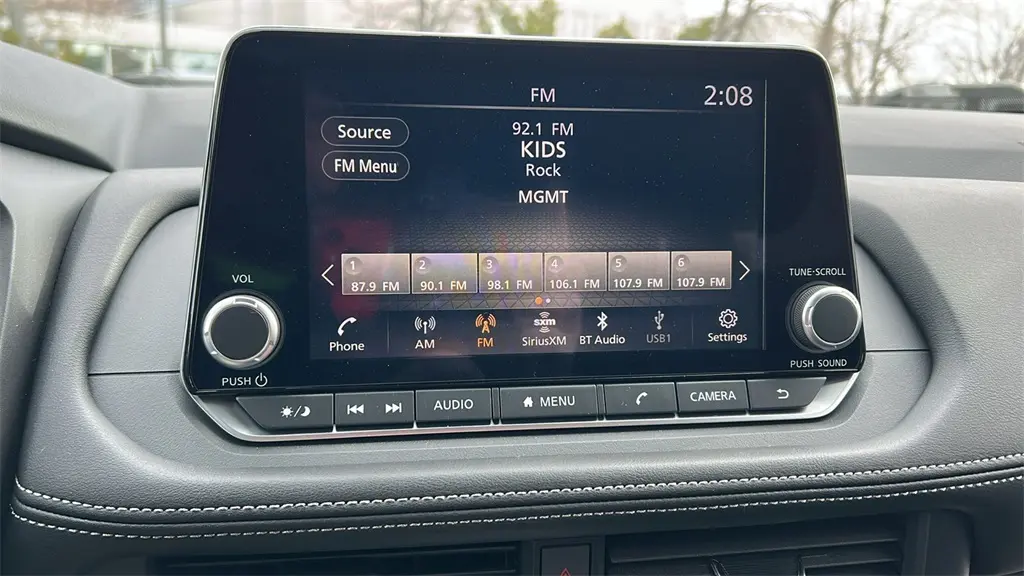 FM
2:08
Source
FM Menu
92.1 FM
KIDS
Rock
MGMT
1 2 3 4 5 6
87.9 FM 90.1 FM 98.1 FM 106.1 FM 107.9 FM 107.9 FM
VOL
TUNE-SCROLL
Phone AM FM SiriusXM BT Audio USB1 Settings
sxm
PUSH
PUSH SOUND
AUDIO MENU CAMERA